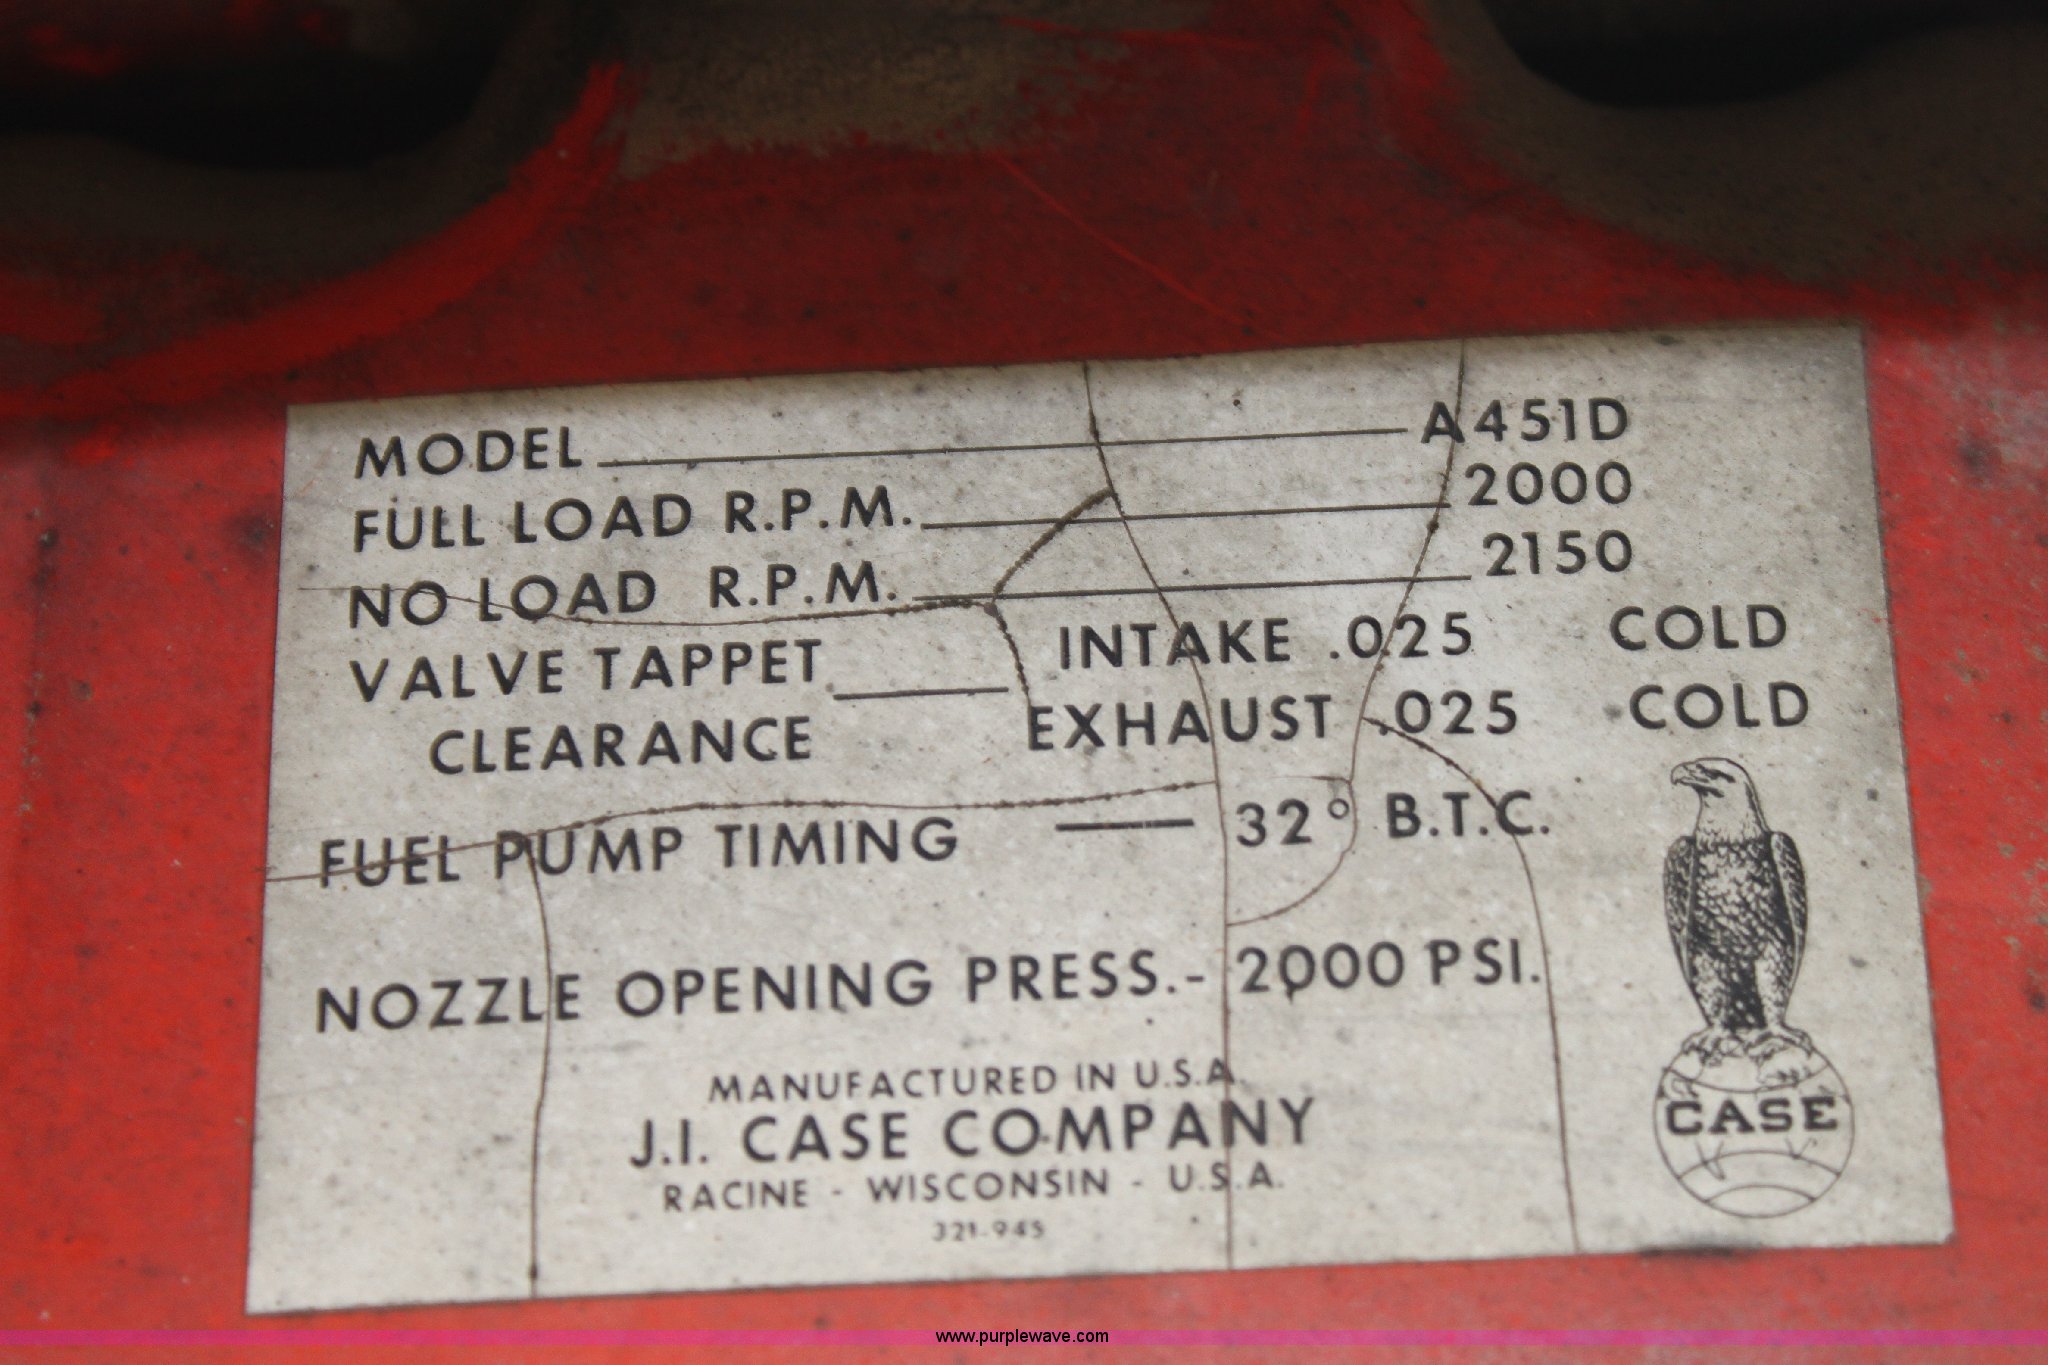 MODEL A451D
FULL LOAD R.P.M. 2000
NO LOAD R.P.M. 2150
VALVE TAPPET INTAKE .025 COLD
CLEARANCE EXHAUST .025 COLD
FUEL PUMP TIMING — 32° B.T.C.
NOZZLE OPENING PRESS.- 2000 PSI.
MANUFACTURED IN U.S.A.
J.I. CASE COMPANY
RACINE - WISCONSIN - U.S.A.
321-945
CASE
www.purplewave.com